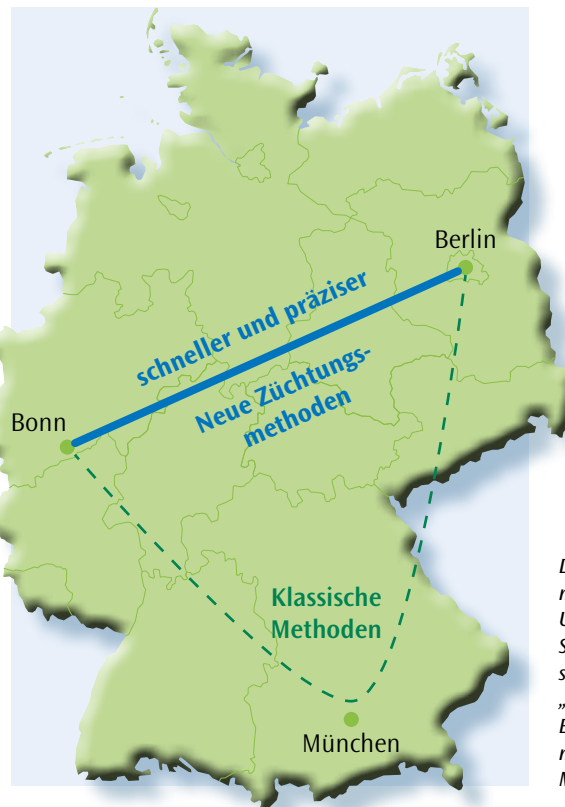 Berlin
schneller und präziser
Neue Züchtungs-
methoden
Bonn
Klassische
Methoden
München